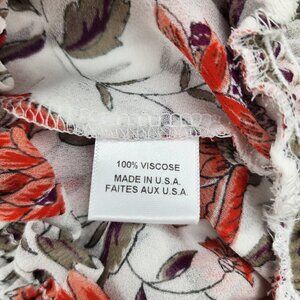 100% VISCOSE
MADE IN U.S.A.
FAITES AUX U.S.A.